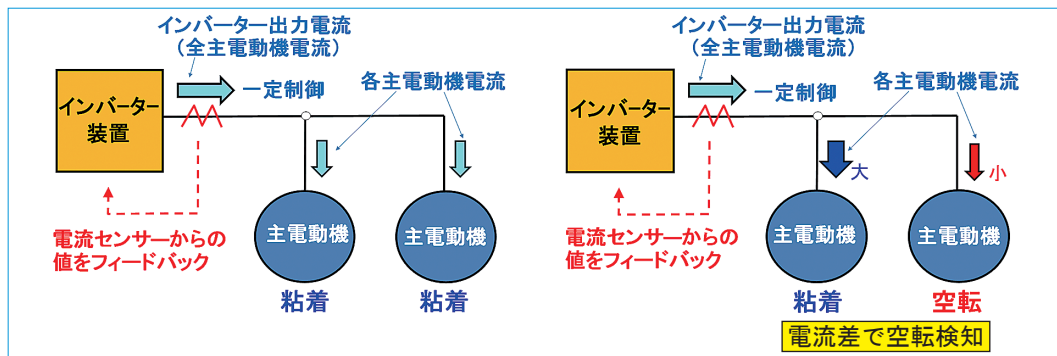 インバーター出力電流
（全主電動機電流）
インバーター
装置
一定制御
各主電動機電流
電流センサーからの
値をフィードバック
主電動機
主電動機
粘着
粘着
インバーター出力電流
（全主電動機電流）
インバーター
装置
一定制御
各主電動機電流
大
小
電流センサーからの
値をフィードバック
主電動機
主電動機
粘着
空転
電流差で空転検知